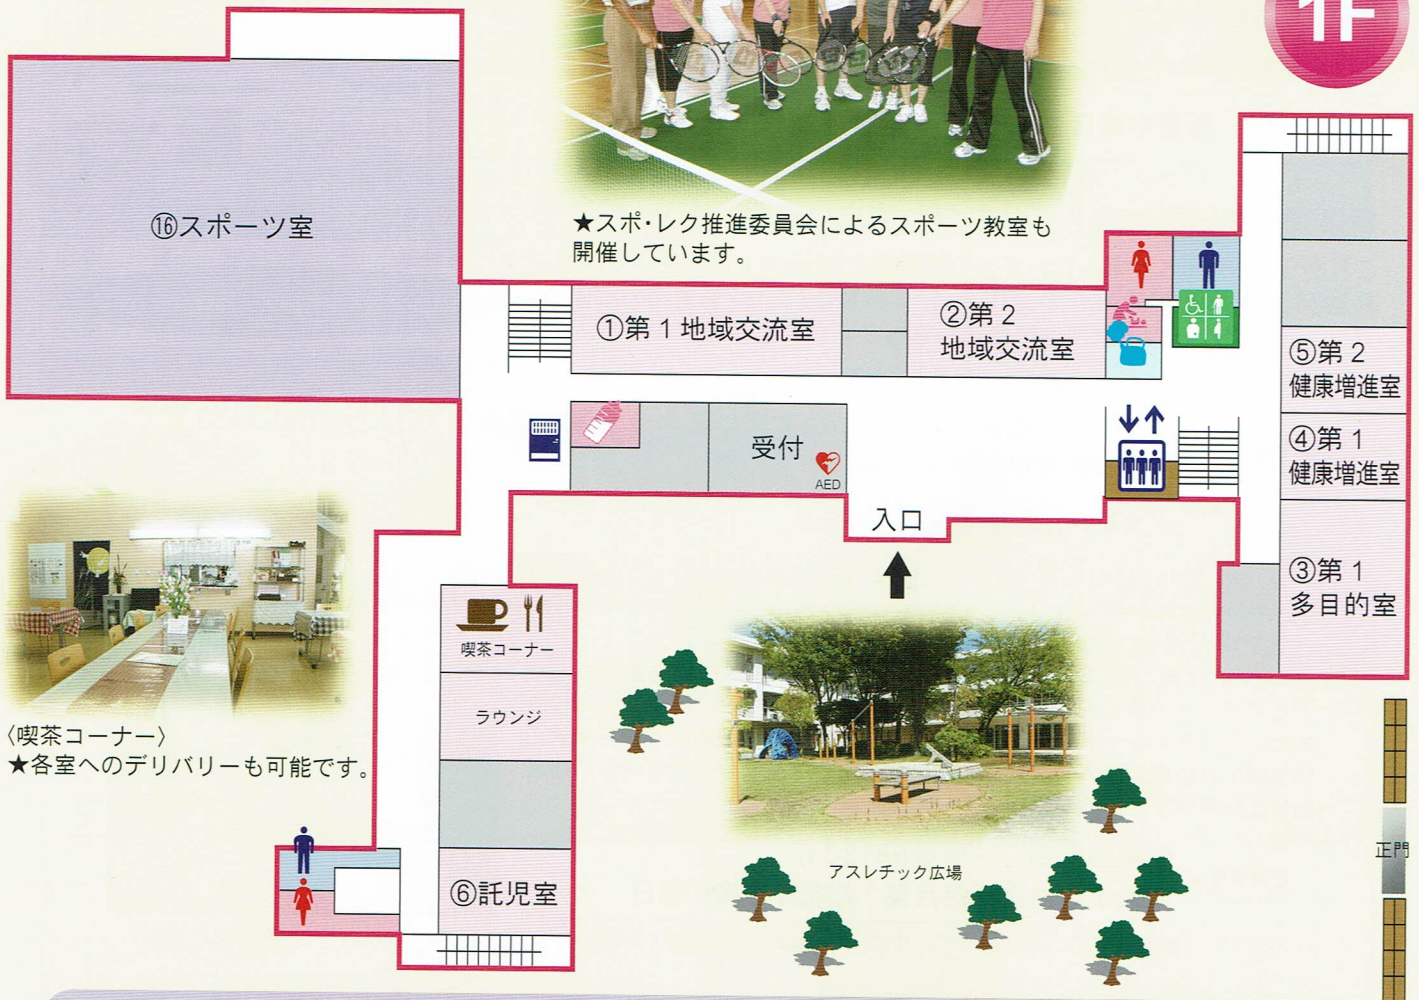 1F
⑯スポーツ室
★スポ・レク推進委員会によるスポーツ教室も
開催しています。
①第1地域交流室
②第2
地域交流室
⑤第2
健康増進室
④第1
健康増進室
③第1
多目的室
受付
AED
入口
喫茶コーナー
ラウンジ
⑥託児室
〈喫茶コーナー〉
★各室へのデリバリーも可能です。
アスレチック広場
正門